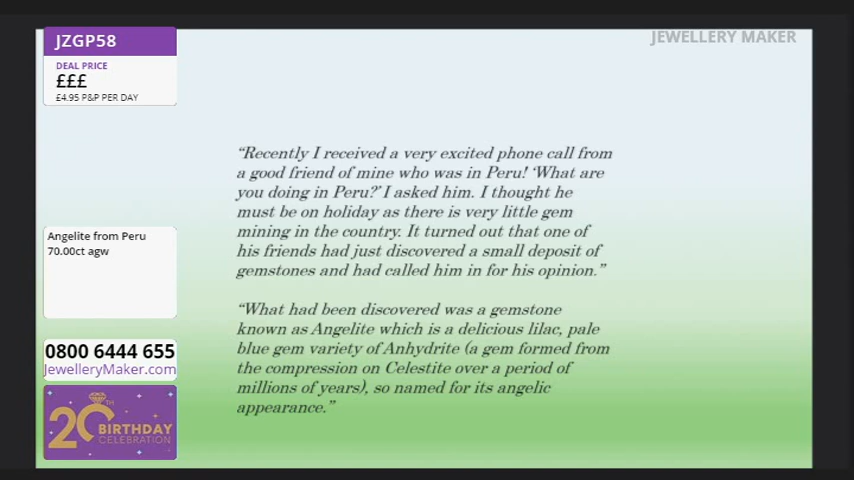 JZGP58
DEAL PRICE
£££
£4.95 P&P PER DAY
JEWELLERY MAKER
“Recently I received a very excited phone call from
a good friend of mine who was in Peru! ‘What are
you doing in Peru?’ I asked him. I thought he
must be on holiday as there is very little gem
mining in the country. It turned out that one of
his friends had just discovered a small deposit of
gemstones and had called him in for his opinion.”
“What had been discovered was a gemstone
known as Angelite which is a delicious lilac, pale
blue gem variety of Anhydrite (a gem formed from
the compression on Celestite over a period of
millions of years), so named for its angelic
appearance.”
Angelite from Peru
70.00ct agw
0800 6444 655
JewelleryMaker.com
20TH
BIRTHDAY
CELEBRATION